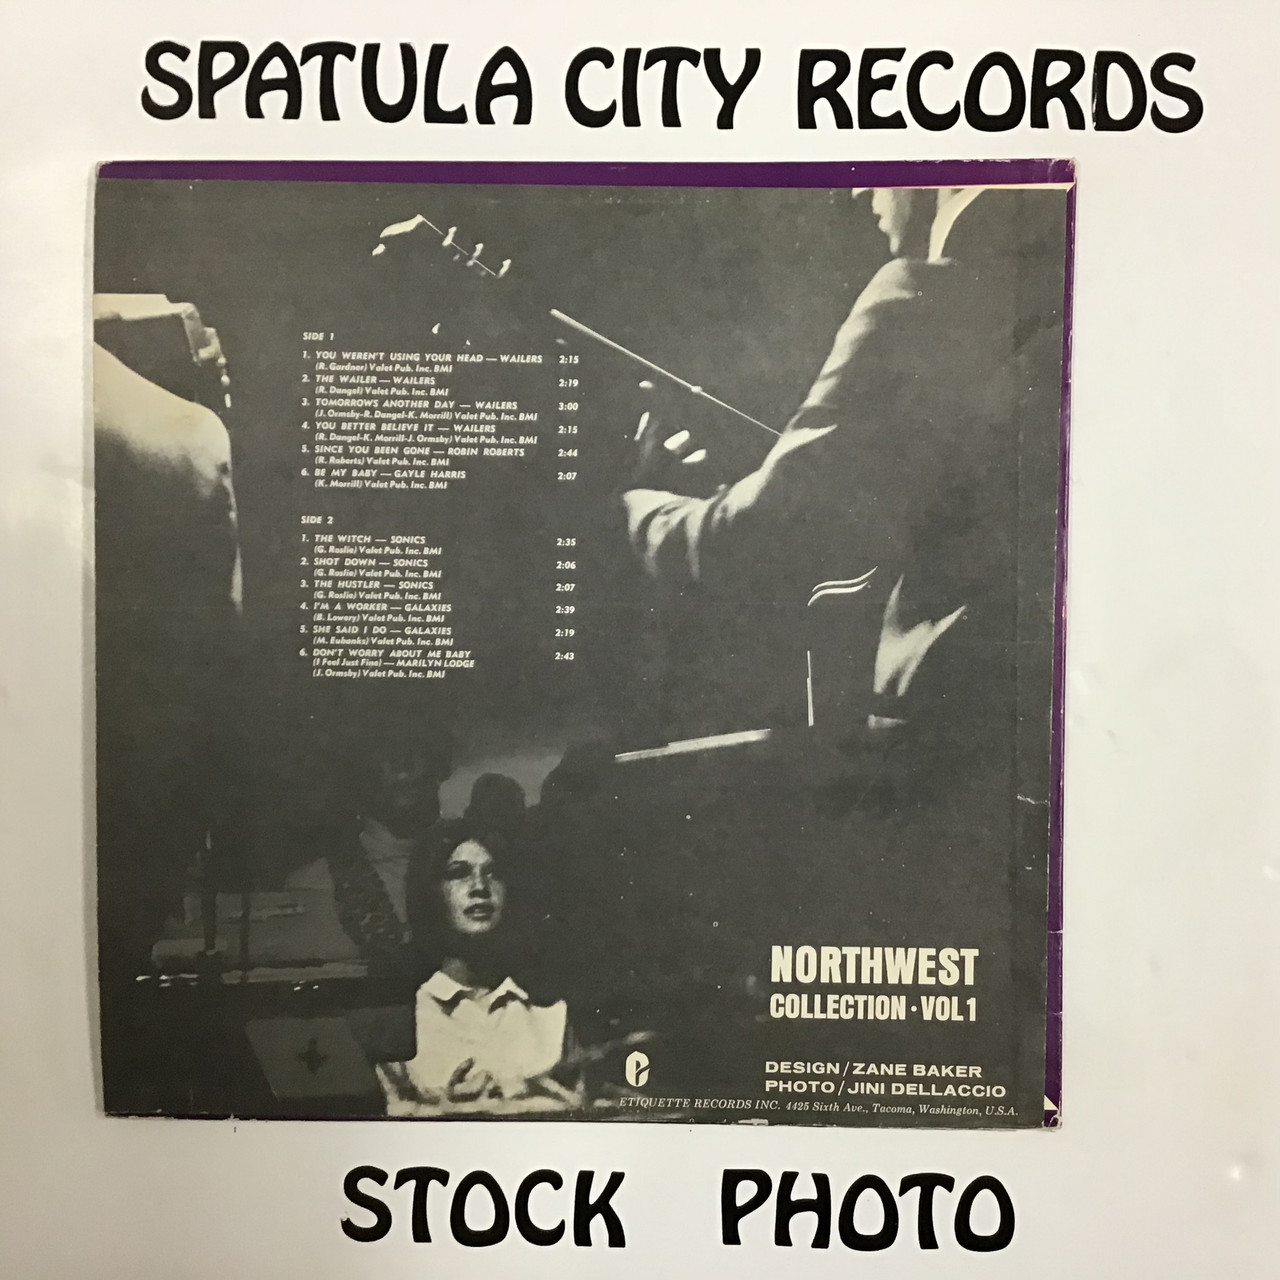 SPATULA CITY RECORDS
SIDE 1
1. YOU WEREN'T USING YOUR HEAD — WAILERS 2:15
(R. Gardner) Valet Pub. Inc. BMI
2. THE WAILER — WAILERS 2:19
(R. Dangel) Valet Pub. Inc. BMI
3. TOMORROWS ANOTHER DAY — WAILERS 3:00
(J. Ormsby-R. Dangel-K. Morrill) Valet Pub. Inc. BMI
4. YOU BETTER BELIEVE IT — WAILERS 2:15
(R. Dangel-K. Morrill-J. Ormsby) Valet Pub. Inc. BMI
5. SINCE YOU BEEN GONE — ROBIN ROBERTS 2:44
(R. Roberts) Valet Pub. Inc. BMI
6. BE MY BABY — GAYLE HARRIS 2:07
(K. Morrill) Valet Pub. Inc. BMI
SIDE 2
1. THE WITCH — SONICS 2:35
(G. Roslie) Valet Pub. Inc. BMI
2. SHOT DOWN — SONICS 2:06
(G. Roslie) Valet Pub. Inc. BMI
3. THE HUSTLER — SONICS 2:07
(G. Roslie) Valet Pub. Inc. BMI
4. I'M A WORKER — GALAXIES 2:39
(B. Lowery) Valet Pub. Inc. BMI
5. SHE SAID I DO — GALAXIES 2:19
(M. Eubanks) Valet Pub. Inc. BMI
6. DON'T WORRY ABOUT ME BABY 2:43
(I Feel Just Fine) — MARILYN LODGE
(J. Ormsby) Valet Pub. Inc. BMI
NORTHWEST
COLLECTION · VOL 1
DESIGN / ZANE BAKER
PHOTO / JINI DELLACCIO
ETIQUETTE RECORDS INC. 4425 Sixth Ave., Tacoma, Washington, U.S.A.
STOCK PHOTO